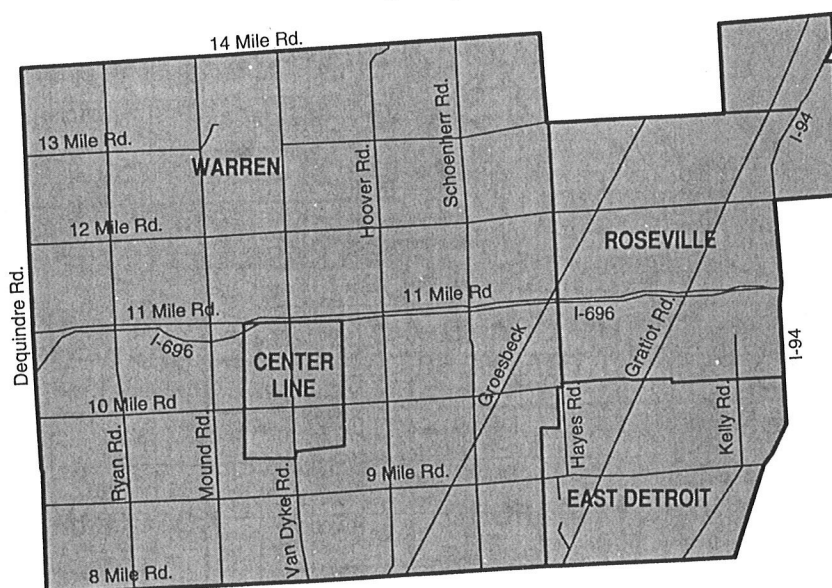 14 Mile Rd.
13 Mile Rd.
WARREN
Hoover Rd.
Schoenherr Rd.
I-94
12 Mile Rd.
ROSEVILLE
Dequindre Rd.
11 Mile Rd.
11 Mile Rd
I-696
I-696
Gratiot Rd.
I-94
CENTER
LINE
Groesbeck
10 Mile Rd
Ryan Rd.
Mound Rd.
Van Dyke Rd.
9 Mile Rd.
Hayes Rd.
Kelly Rd.
EAST DETROIT
8 Mile Rd.